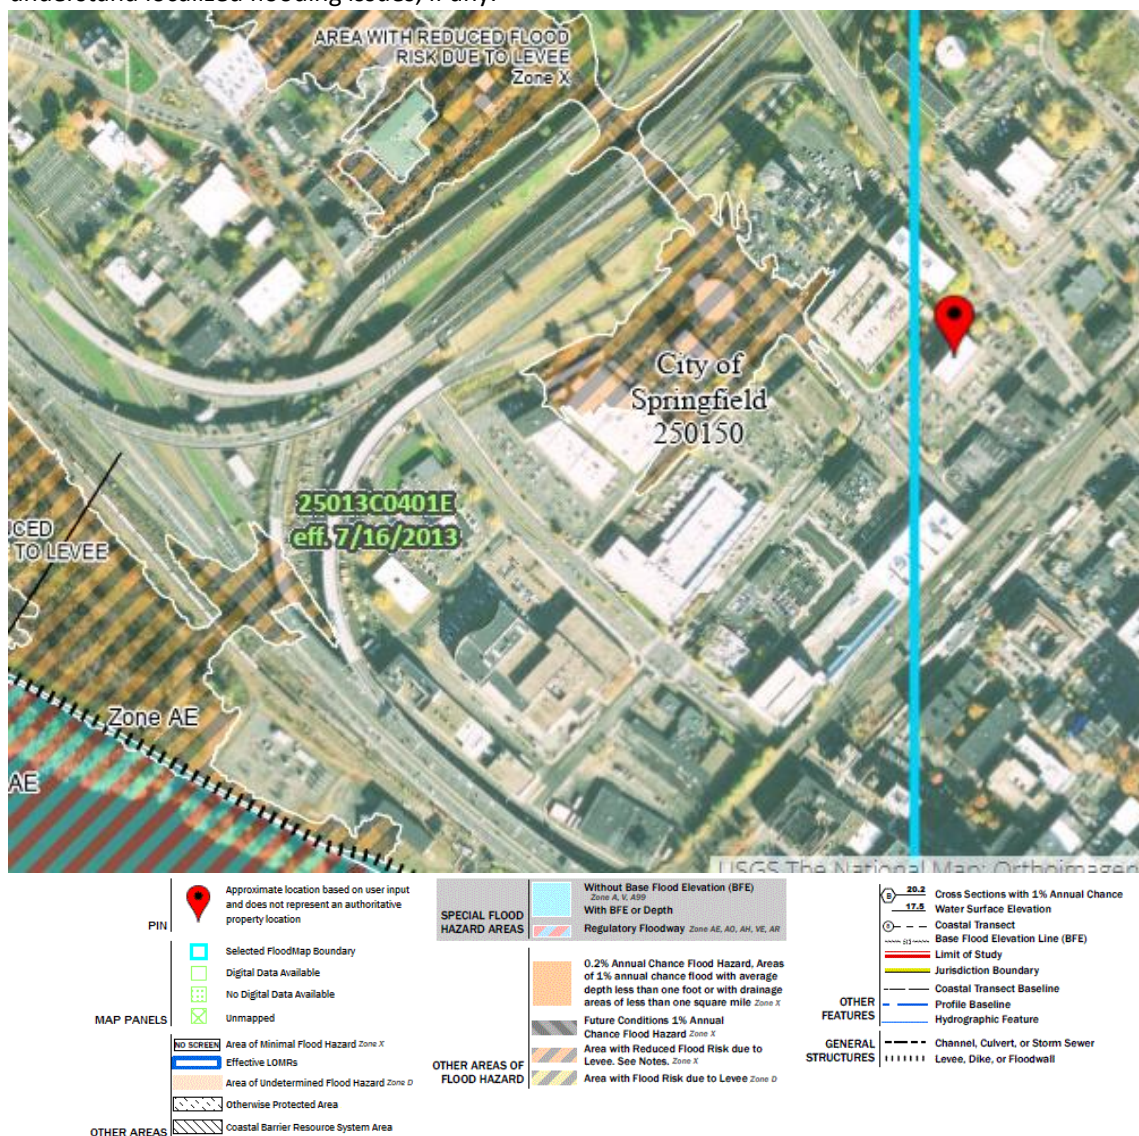 understand localized flooding issues, if any.
AREA WITH REDUCED FLOOD
RISK DUE TO LEVEE
Zone X
City of
Springfield
250150
25013C0401E
eff. 7/16/2013
UCED
TO LEVEE
Zone AE
AE
USGS The National Map: Orthoimagery
PIN
Approximate location based on user input
and does not represent an authoritative
property location
MAP PANELS
Selected FloodMap Boundary
Digital Data Available
No Digital Data Available
Unmapped
OTHER AREAS
NO SCREEN Area of Minimal Flood Hazard Zone X
Effective LOMRs
Area of Undetermined Flood Hazard Zone D
Otherwise Protected Area
Coastal Barrier Resource System Area
SPECIAL FLOOD
HAZARD AREAS
Without Base Flood Elevation (BFE)
Zone A, V, A99
With BFE or Depth
Regulatory Floodway Zone AE, AO, AH, VE, AR
OTHER AREAS OF
FLOOD HAZARD
0.2% Annual Chance Flood Hazard, Areas
of 1% annual chance flood with average
depth less than one foot or with drainage
areas of less than one square mile Zone X
Future Conditions 1% Annual
Chance Flood Hazard Zone X
Area with Reduced Flood Risk due to
Levee. See Notes. Zone X
Area with Flood Risk due to Levee Zone D
OTHER
FEATURES
B 20.2 Cross Sections with 1% Annual Chance
17.5 Water Surface Elevation
8 Coastal Transect
513 Base Flood Elevation Line (BFE)
Limit of Study
Jurisdiction Boundary
Coastal Transect Baseline
Profile Baseline
Hydrographic Feature
GENERAL
STRUCTURES
Channel, Culvert, or Storm Sewer
Levee, Dike, or Floodwall